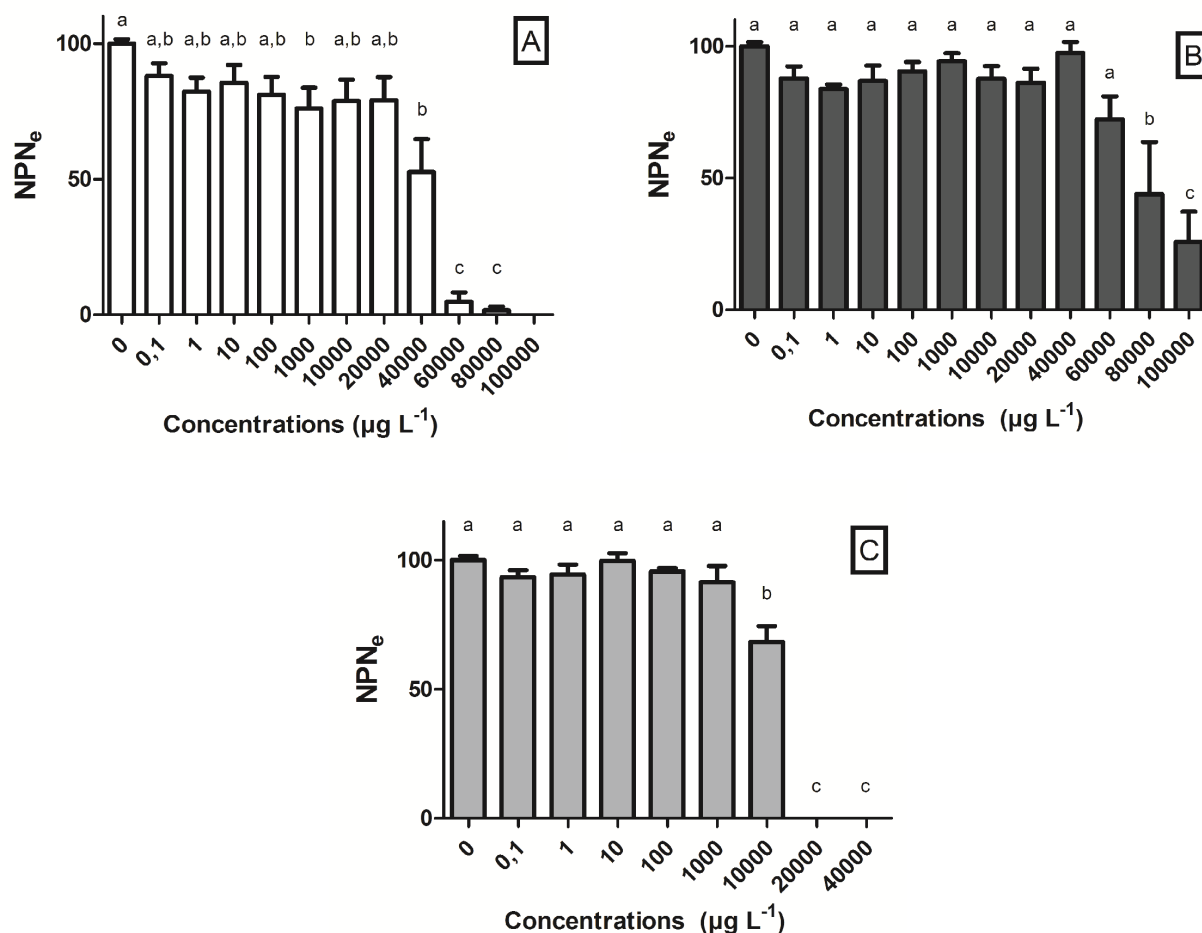 A
a
a,b
a,b
a,b
a,b
b
a,b
a,b
b
c
c
100
50
0
NPNe
0
0,1
1
10
100
1000
10000
20000
40000
60000
80000
100000
Concentrations (µg L-1)
B
a
a
a
a
a
a
a
a
a
a
b
c
100
50
0
NPNe
0
0,1
1
10
100
1000
10000
20000
40000
60000
80000
100000
Concentrations (µg L-1)
C
a
a
a
a
a
a
b
c
c
100
50
0
NPNe
0
0,1
1
10
100
1000
10000
20000
40000
Concentrations (µg L-1)